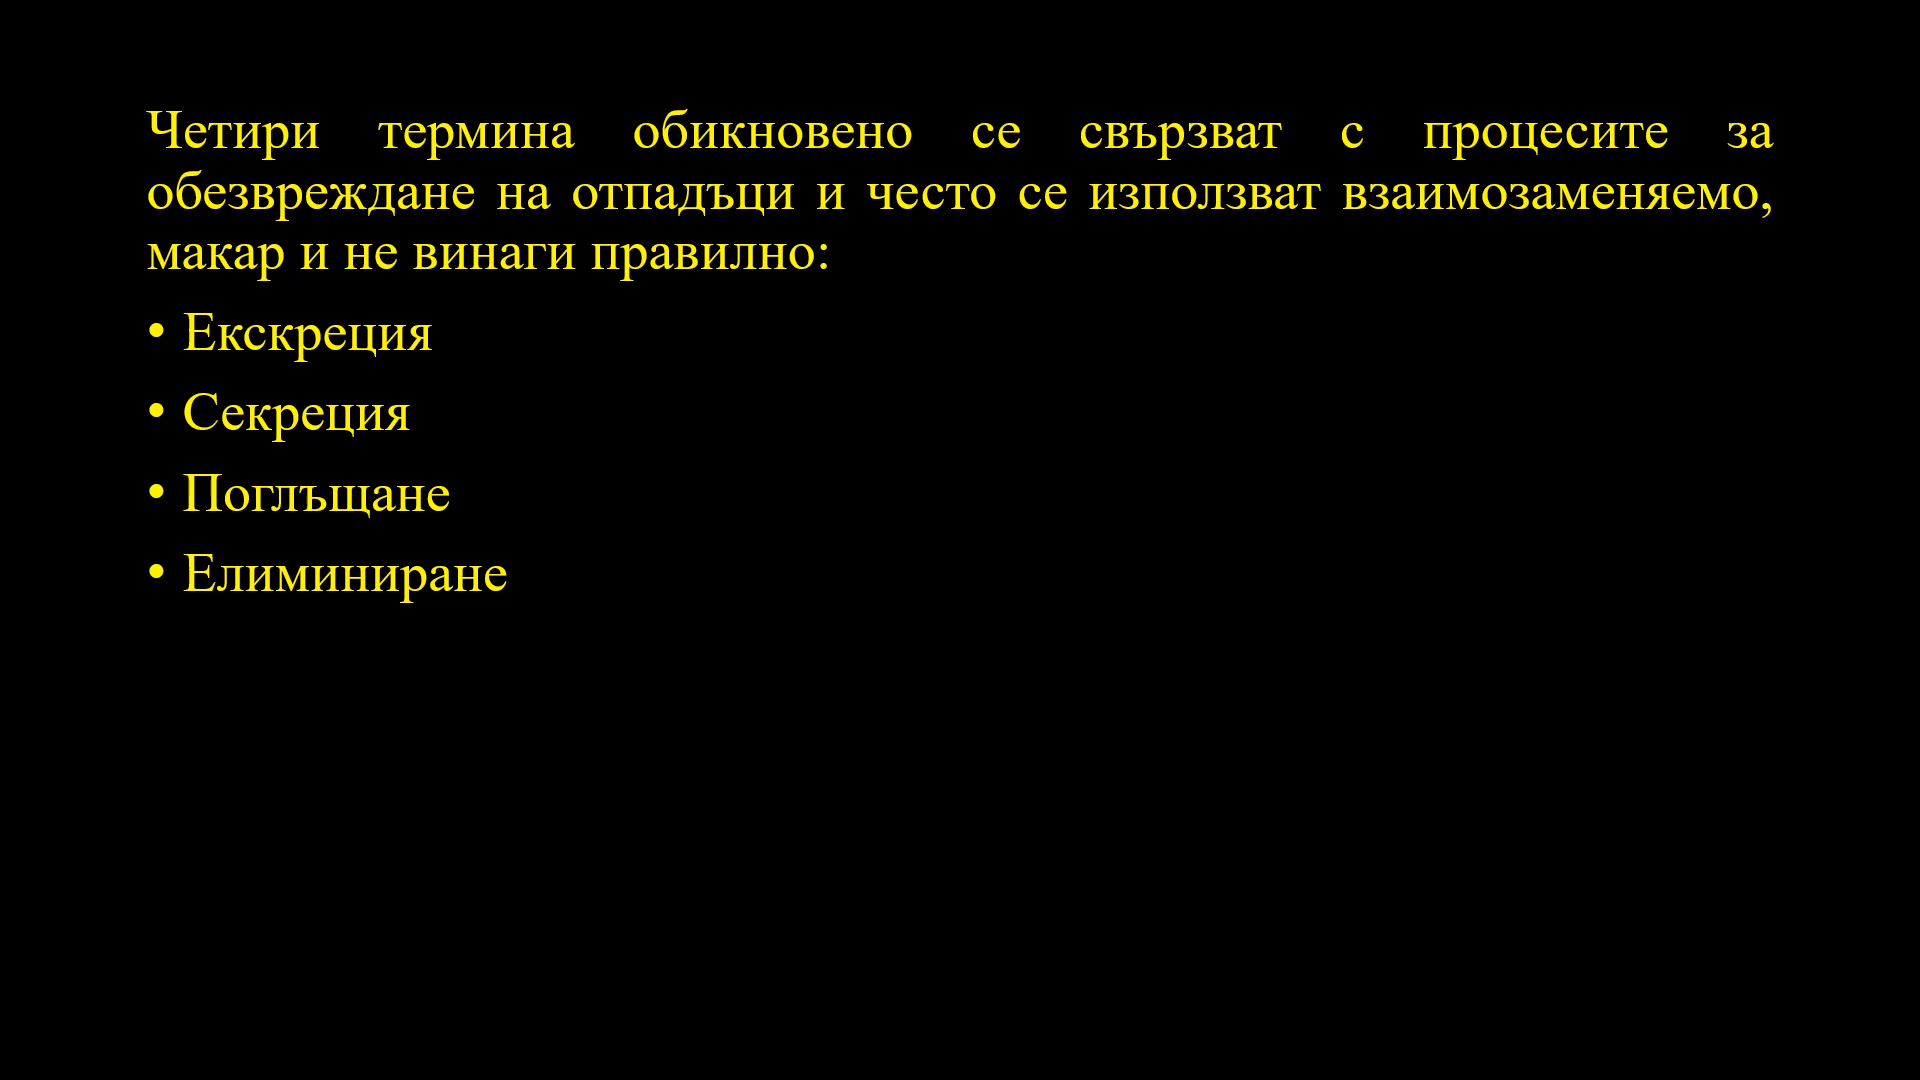 Четири термина обикновено се свързват с процесите за
обезвреждане на отпадъци и често се използват взаимозаменяемо,
макар и не винаги правилно:
• Екскреция
• Секреция
• Поглъщане
• Елиминиране